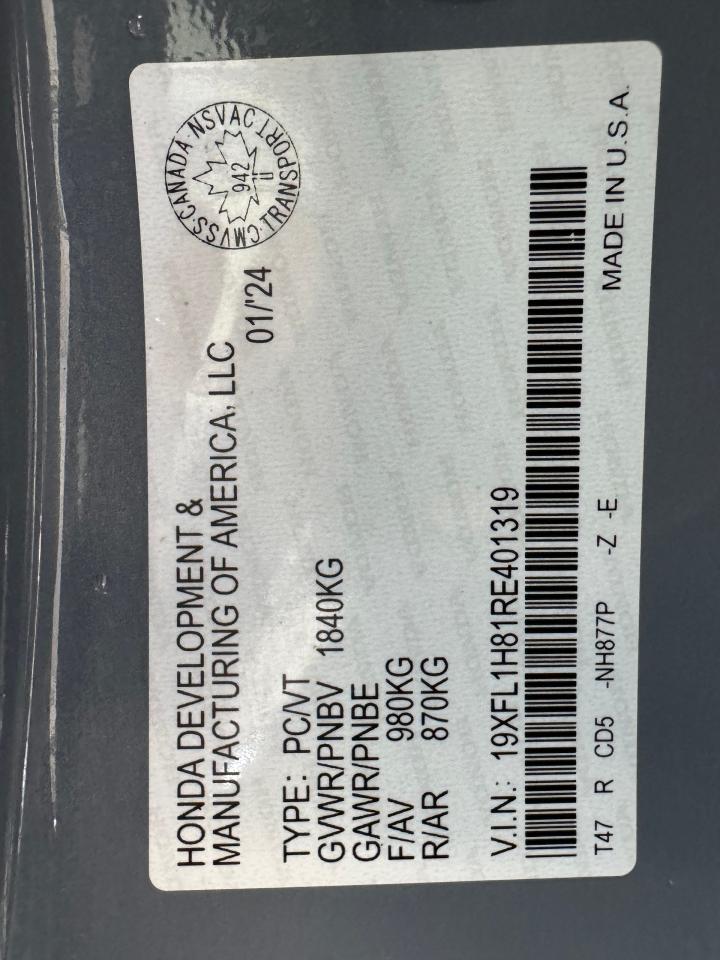 HONDA DEVELOPMENT &
MANUFACTURING OF AMERICA, LLC
01/'24
CMVSS·CANADA·NSVAC·TRANSPORT
942
TYPE: PC/VT
GVWR/PNBV 1840KG
GAWR/PNBE
F/AV 980KG
R/AR 870KG
V.I.N.: 19XFL1H81RE401319
T47 R CD5 -NH877P -Z -E
MADE IN U.S.A.